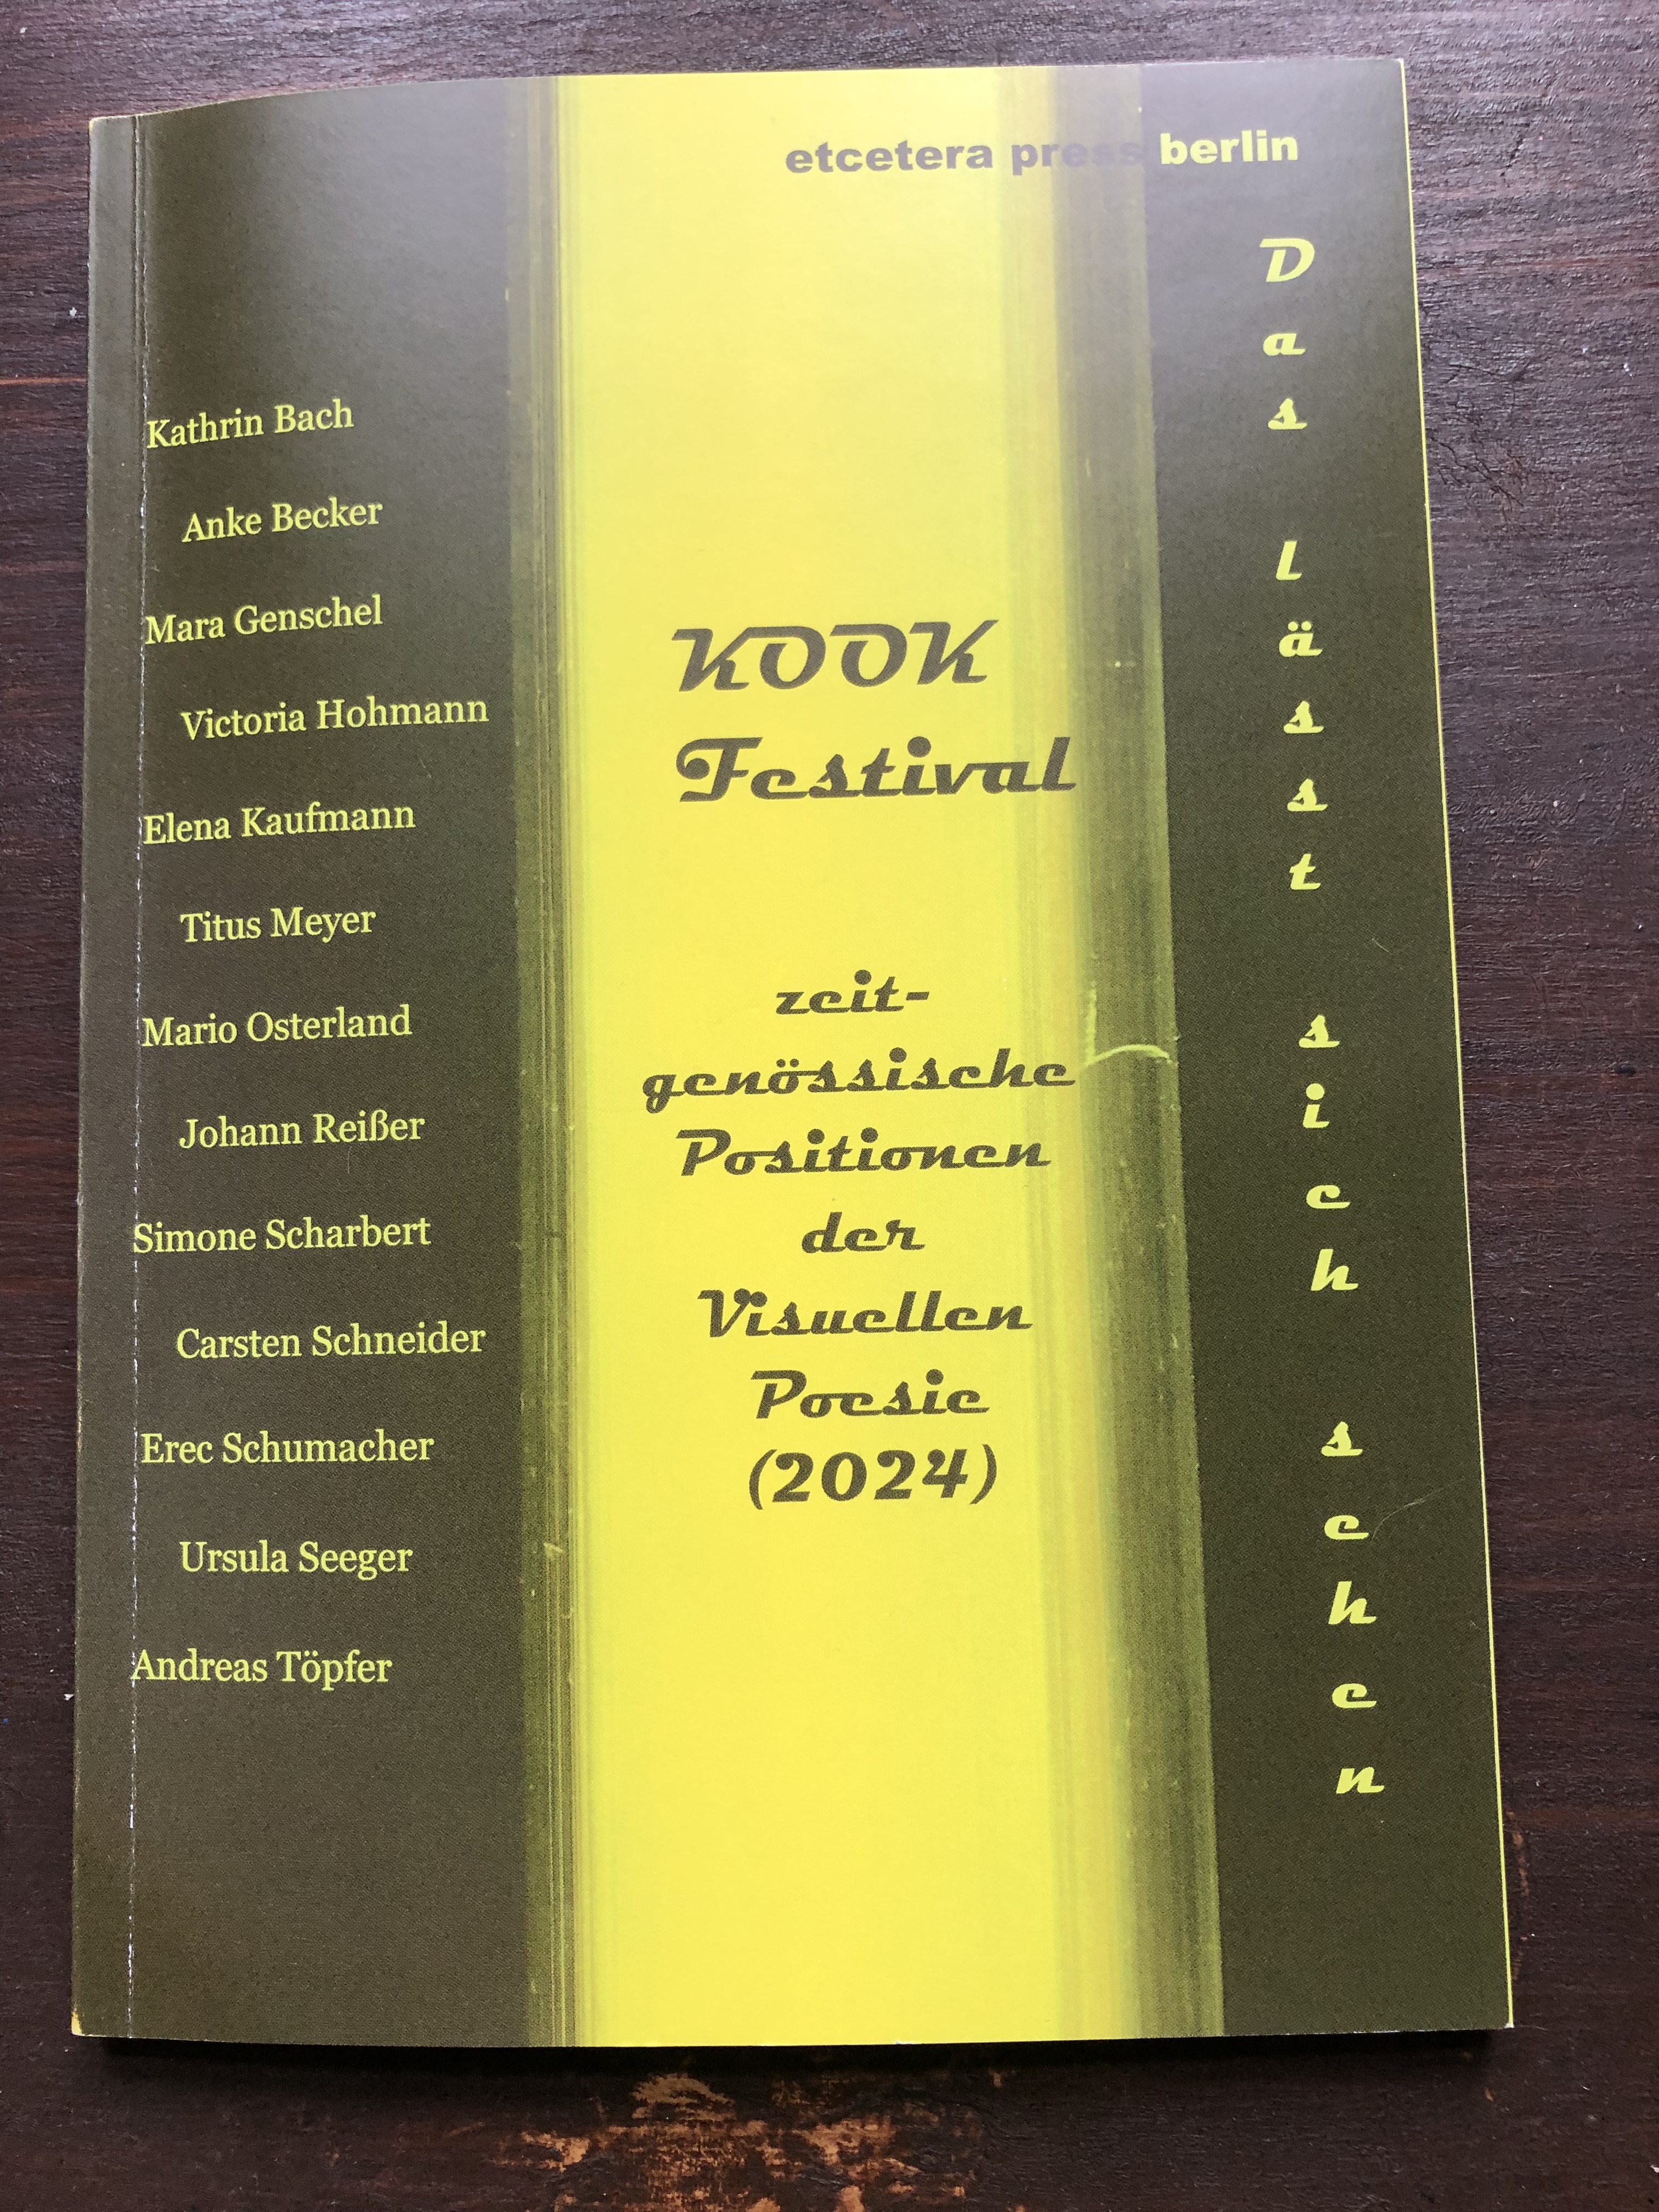 etcetera press berlin
Kathrin Bach
Anke Becker
Mara Genschel
Victoria Hohmann
Elena Kaufmann
Titus Meyer
Mario Osterland
Johann Reißer
Simone Scharbert
Carsten Schneider
Erec Schumacher
Ursula Seeger
Andreas Töpfer
KOOK
Festival
zeit-
genössische
Positionen
der
Visuellen
Poesie
(2024)
Das lässt sich sehen